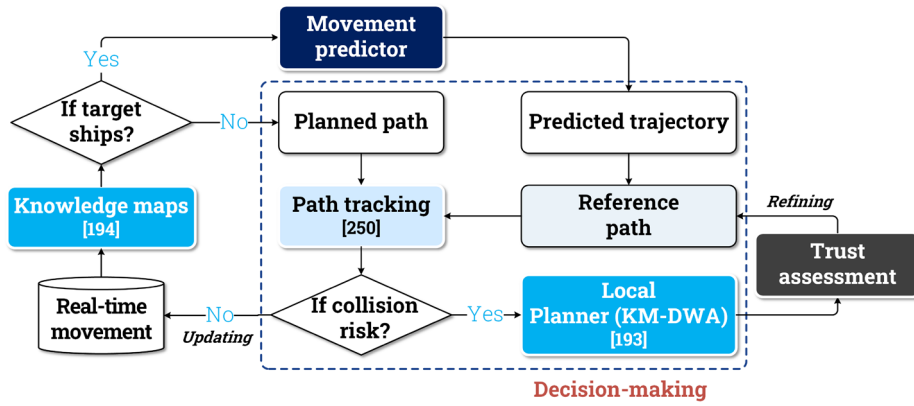 Movement
predictor
Yes
If target
ships?
No
Planned path
Predicted trajectory
Knowledge maps
[194]
Path tracking
[250]
Reference
path
Refining
Trust
assessment
Real-time
movement
No
Updating
If collision
risk?
Yes
Local
Planner (KM-DWA)
[193]
Decision-making